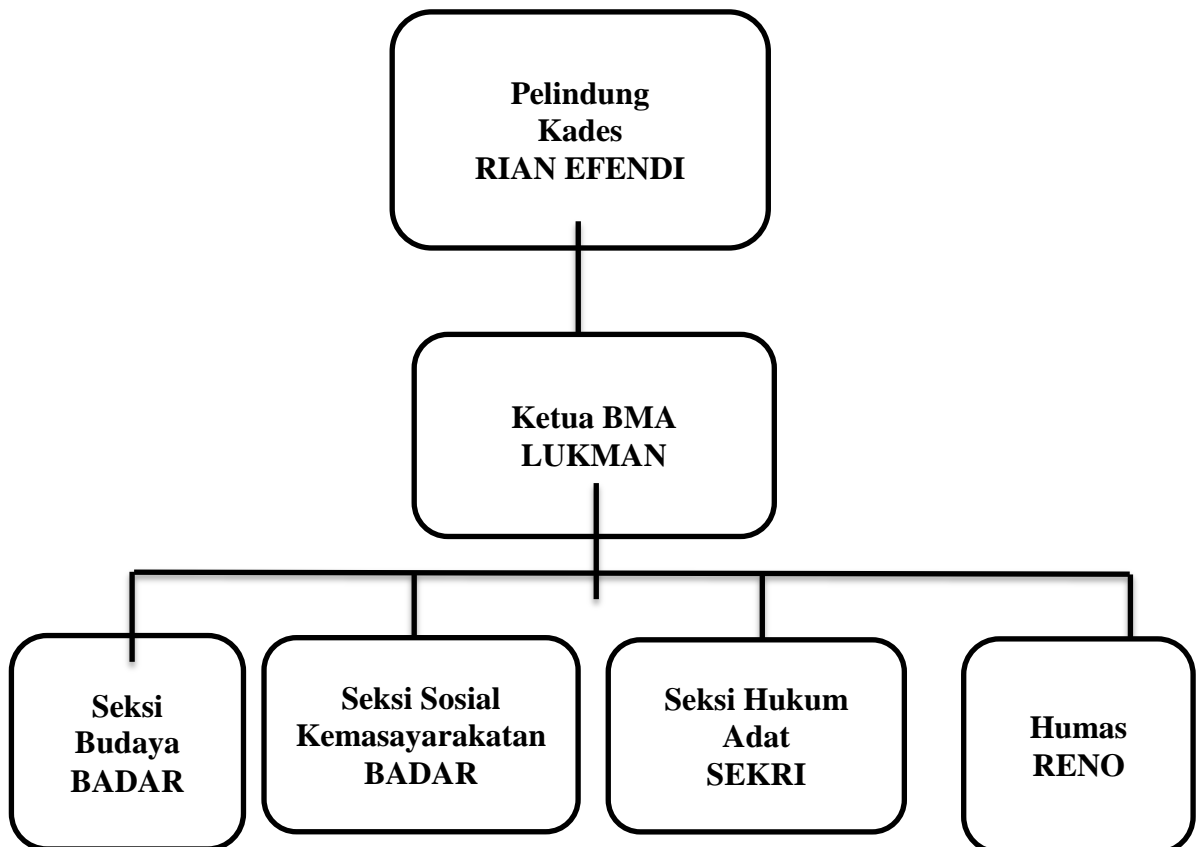 Pelindung
Kades
RIAN EFENDI
Ketua BMA
LUKMAN
Seksi
Budaya
BADAR
Seksi Sosial
Kemasayarakatan
BADAR
Seksi Hukum
Adat
SEKRI
Humas
RENO